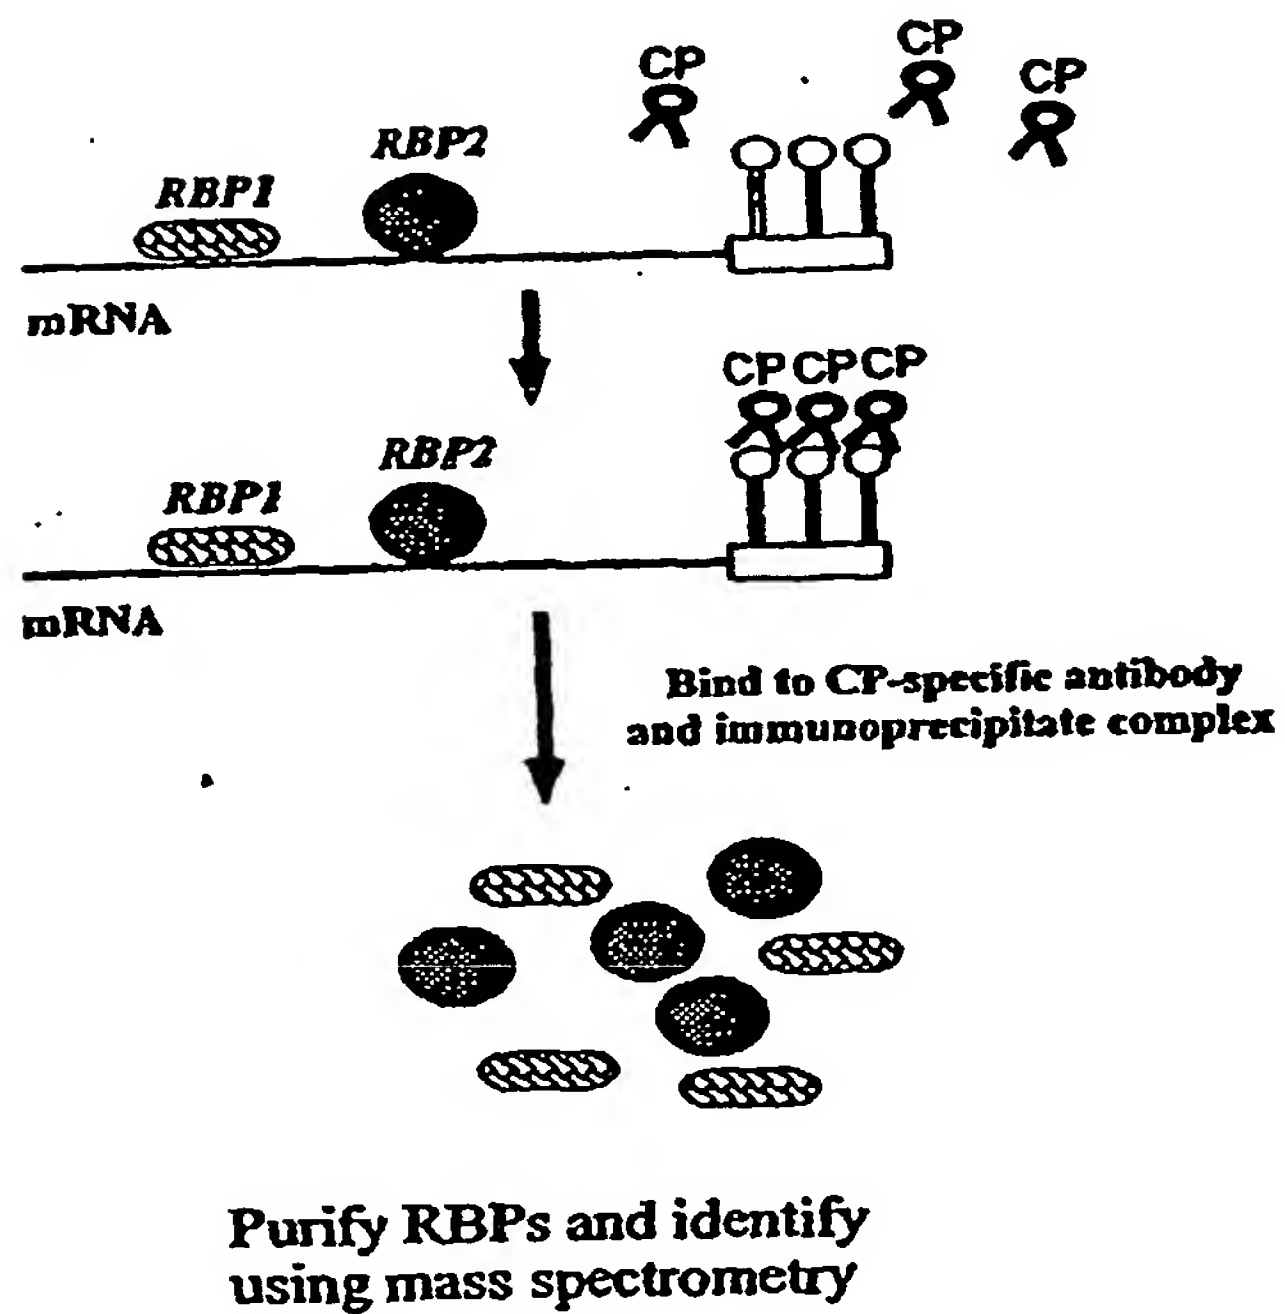 CP
CP
CP
RBP2
RBP1
mRNA
CP CP CP
RBP2
RBP1
mRNA
Bind to CP-specific antibody
and immunoprecipitate complex
Purify RBPs and identify
using mass spectrometry